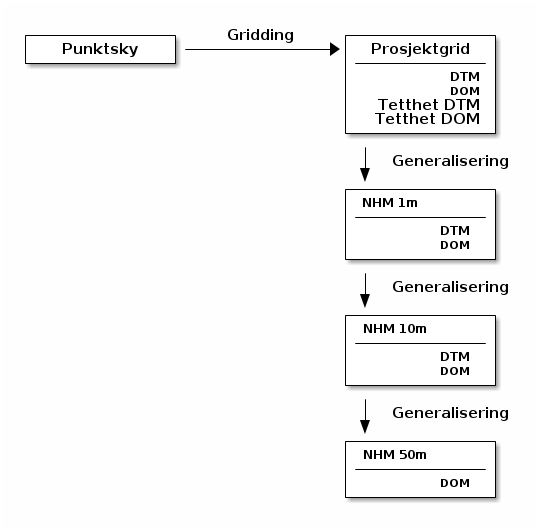 Punktsky
Gridding
Prosjektgrid
DTM
DOM
Tetthet DTM
Tetthet DOM
Generalisering
NHM 1m
DTM
DOM
Generalisering
NHM 10m
DTM
DOM
Generalisering
NHM 50m
DOM